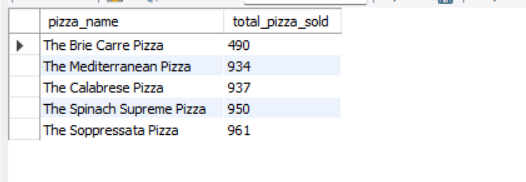 pizza_name total_pizza_sold
The Brie Carre Pizza 490
The Mediterranean Pizza 934
The Calabrese Pizza 937
The Spinach Supreme Pizza 950
The Soppressata Pizza 961